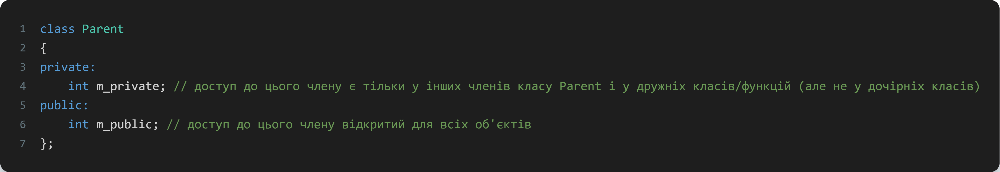 1 class Parent
2 {
3 private:
4 int m_private; // доступ до цього члену є тільки у інших членів класу Parent і у дружніх класів/функцій (але не у дочірніх класів)
5 public:
6 int m_public; // доступ до цього члену відкритий для всіх об'єктів
7 };